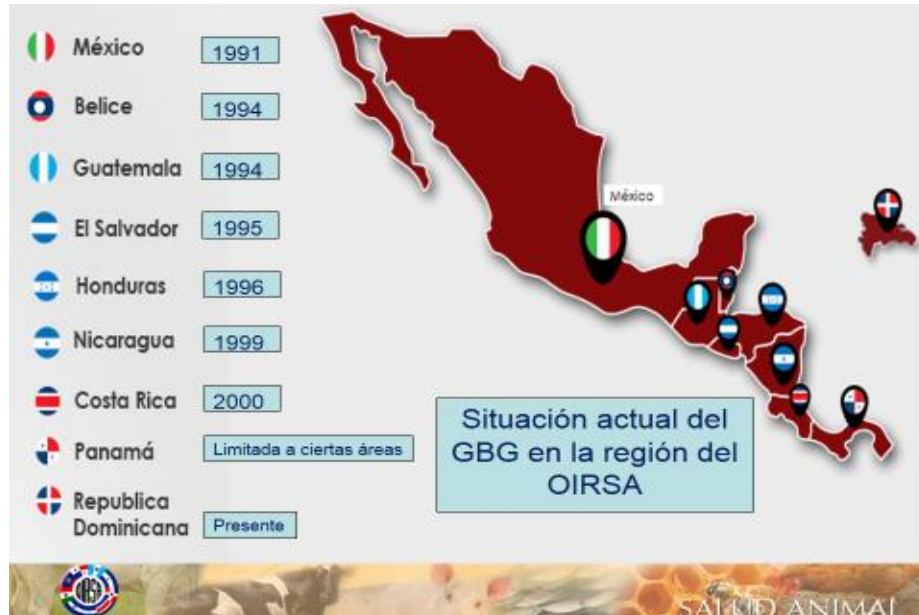 México
1991
Belice
1994
Guatemala
1994
El Salvador
1995
Honduras
1996
Nicaragua
1999
Costa Rica
2000
Panamá
Limitada a ciertas áreas
Republica
Dominicana
Presente
México
Situación actual del
GBG en la región del
OIRSA
OIRSA
SALUD ANIMAL